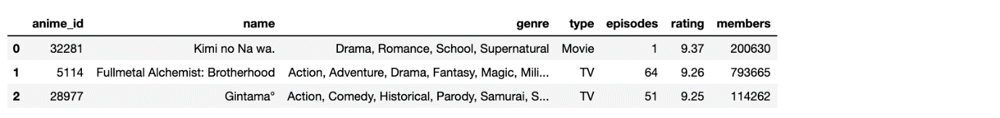 anime_id name genre type episodes rating members
0 32281 Kimi no Na wa. Drama, Romance, School, Supernatural Movie 1 9.37 200630
1 5114 Fullmetal Alchemist: Brotherhood Action, Adventure, Drama, Fantasy, Magic, Mili... TV 64 9.26 793665
2 28977 Gintama° Action, Comedy, Historical, Parody, Samurai, S... TV 51 9.25 114262